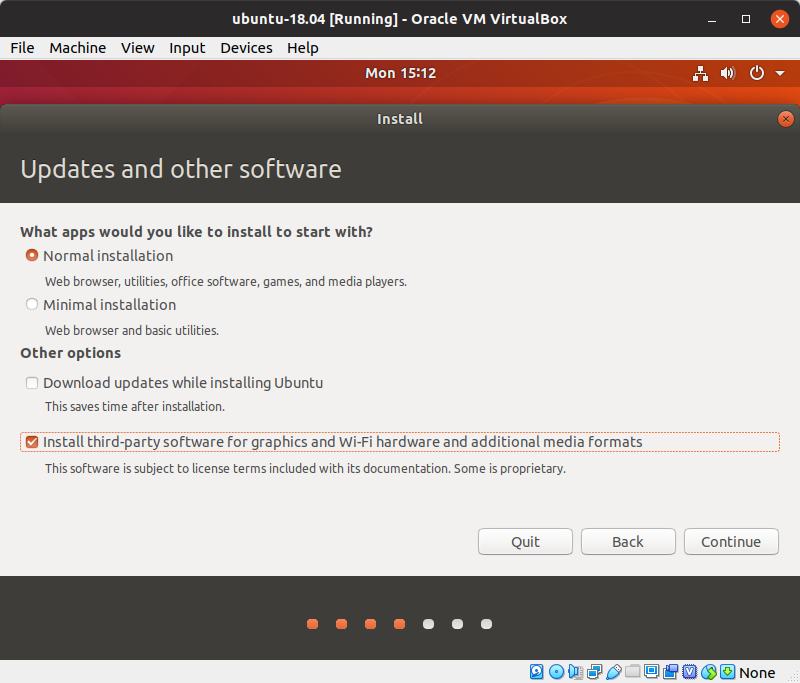 ubuntu-18.04 [Running] - Oracle VM VirtualBox
File Machine View Input Devices Help
Mon 15:12
Install
Updates and other software
What apps would you like to install to start with?
Normal installation
Web browser, utilities, office software, games, and media players.
Minimal installation
Web browser and basic utilities.
Other options
Download updates while installing Ubuntu
This saves time after installation.
Install third-party software for graphics and Wi-Fi hardware and additional media formats
This software is subject to license terms included with its documentation. Some is proprietary.
Quit Back Continue
None